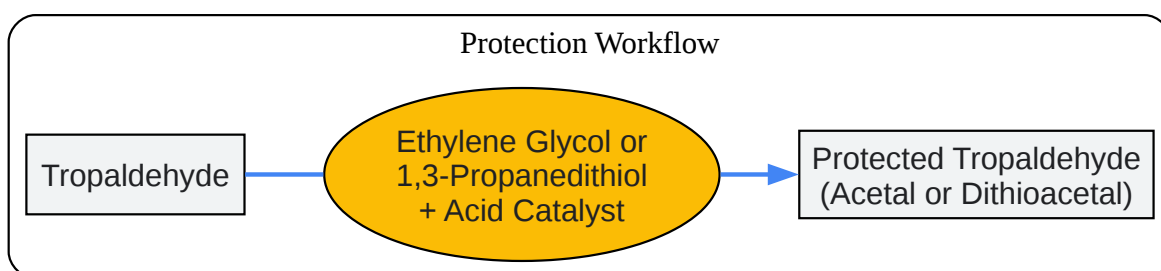 Protection Workflow
Tropaldehyde
Ethylene Glycol or
1,3-Propanedithiol
+ Acid Catalyst
Protected Tropaldehyde
(Acetal or Dithioacetal)